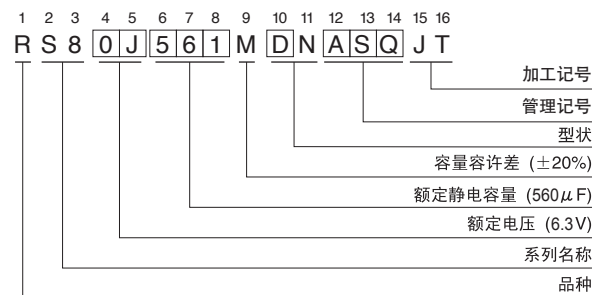 1 2 3 4 5 6 7 8 9 10 11 12 13 14 15 16
R S 8 0 J 5 6 1 M D N A S Q J T
加工记号
管理记号
型状
容量容许差 (±20%)
额定静电容量 (560μF)
额定电压 (6.3V)
系列名称
品种